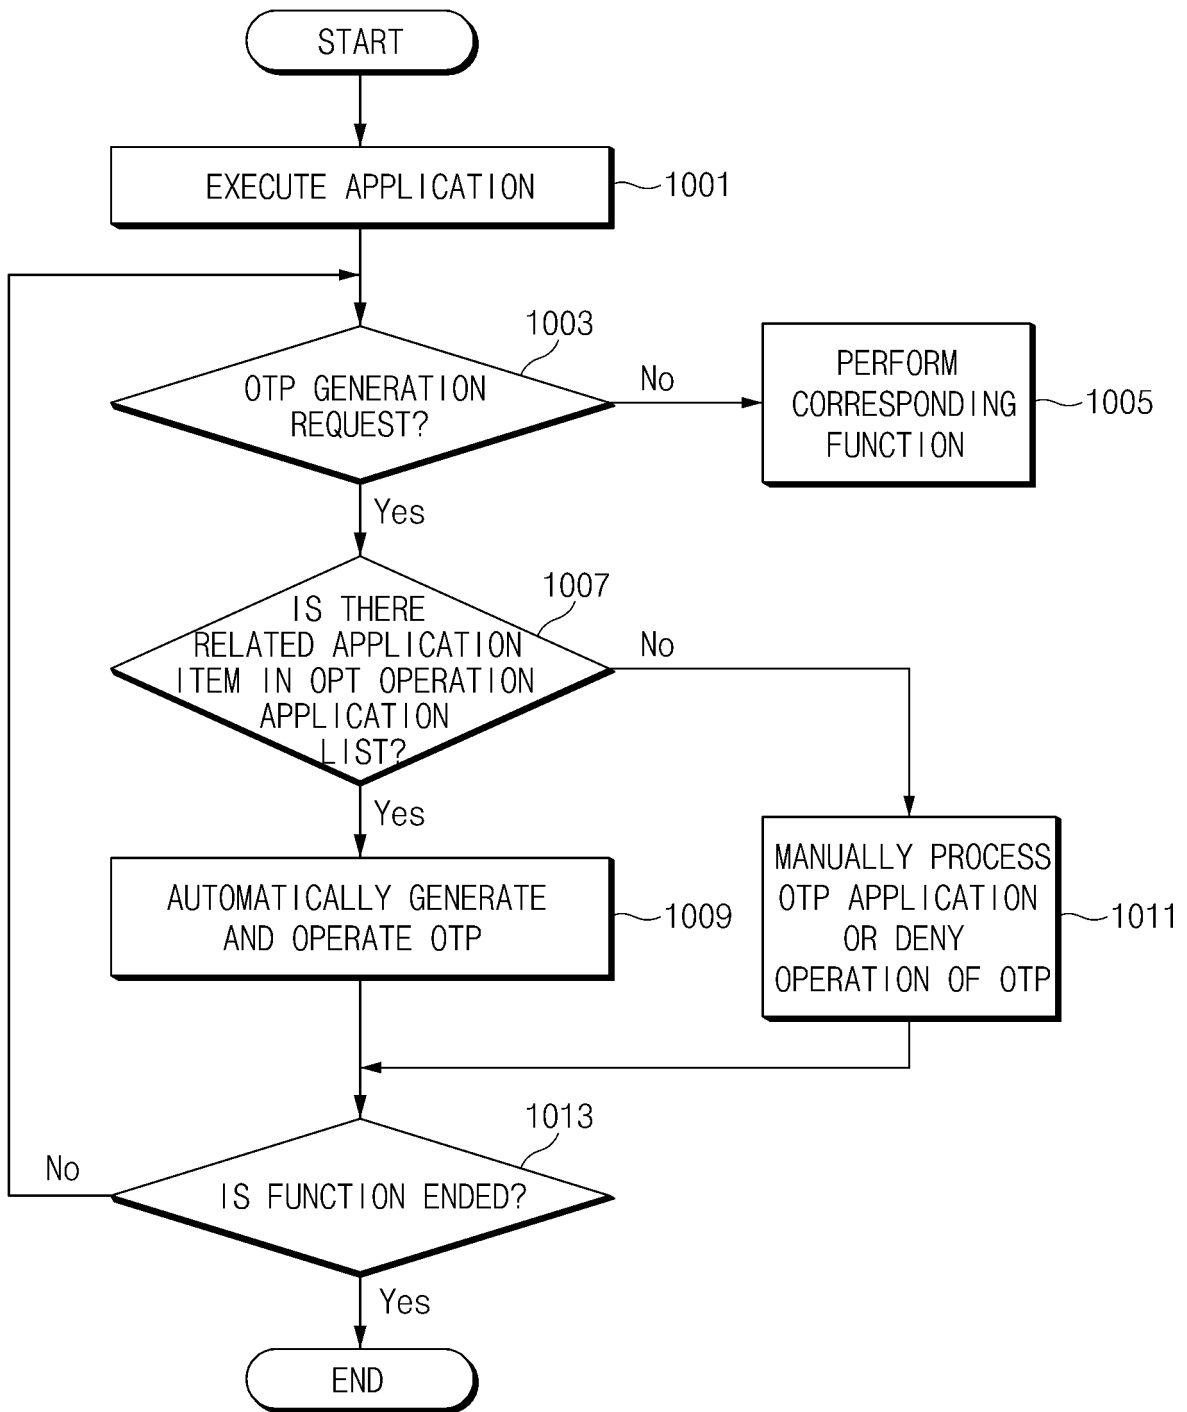 START
EXECUTE APPLICATION
1001
1003
OTP GENERATION
REQUEST?
No
PERFORM
CORRESPONDING
FUNCTION
1005
Yes
1007
IS THERE
RELATED APPLICATION
ITEM IN OPT OPERATION
APPLICATION
LIST?
No
Yes
AUTOMATICALLY GENERATE
AND OPERATE OTP
1009
MANUALLY PROCESS
OTP APPLICATION
OR DENY
OPERATION OF OTP
1011
1013
IS FUNCTION ENDED?
No
Yes
END